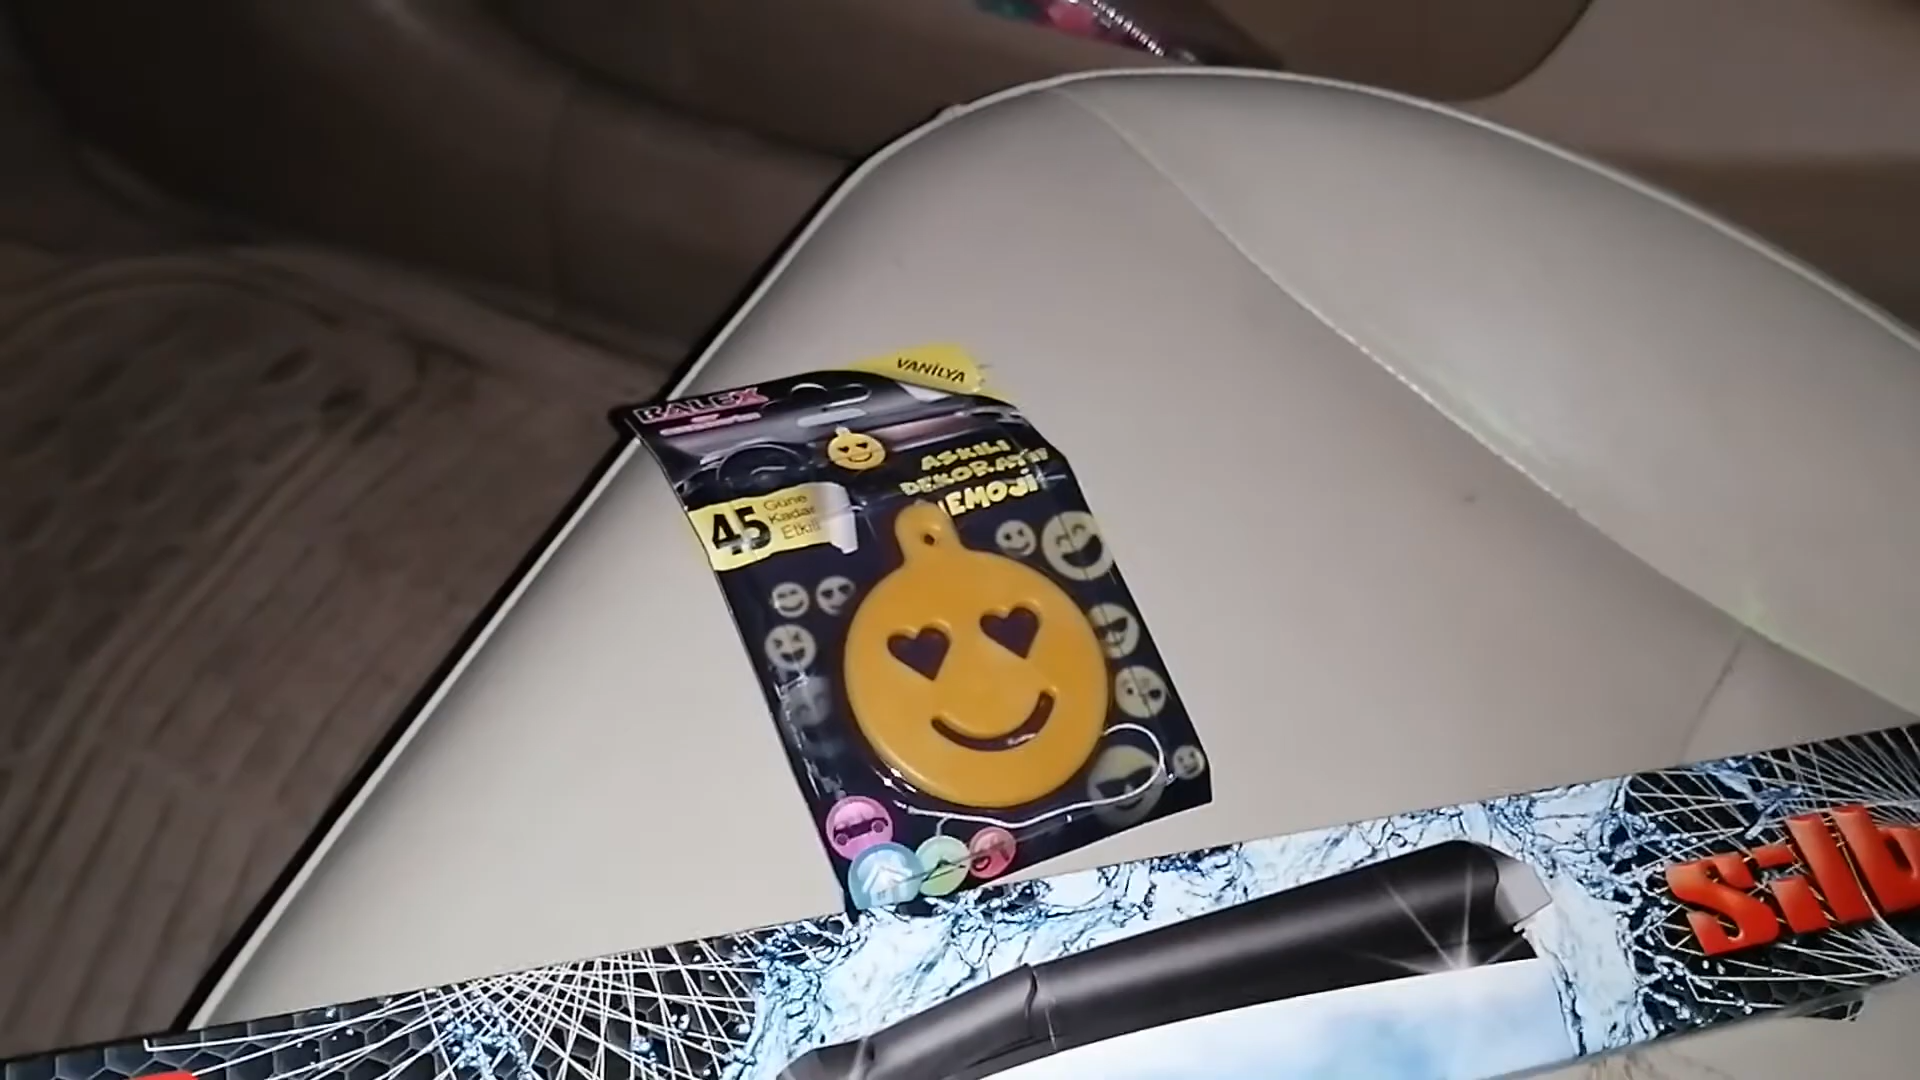 VANİLYA
BALEX
ASKILI
DEKORATİF
EMOJİ
45 Güne
Kadar
Etkili
silb